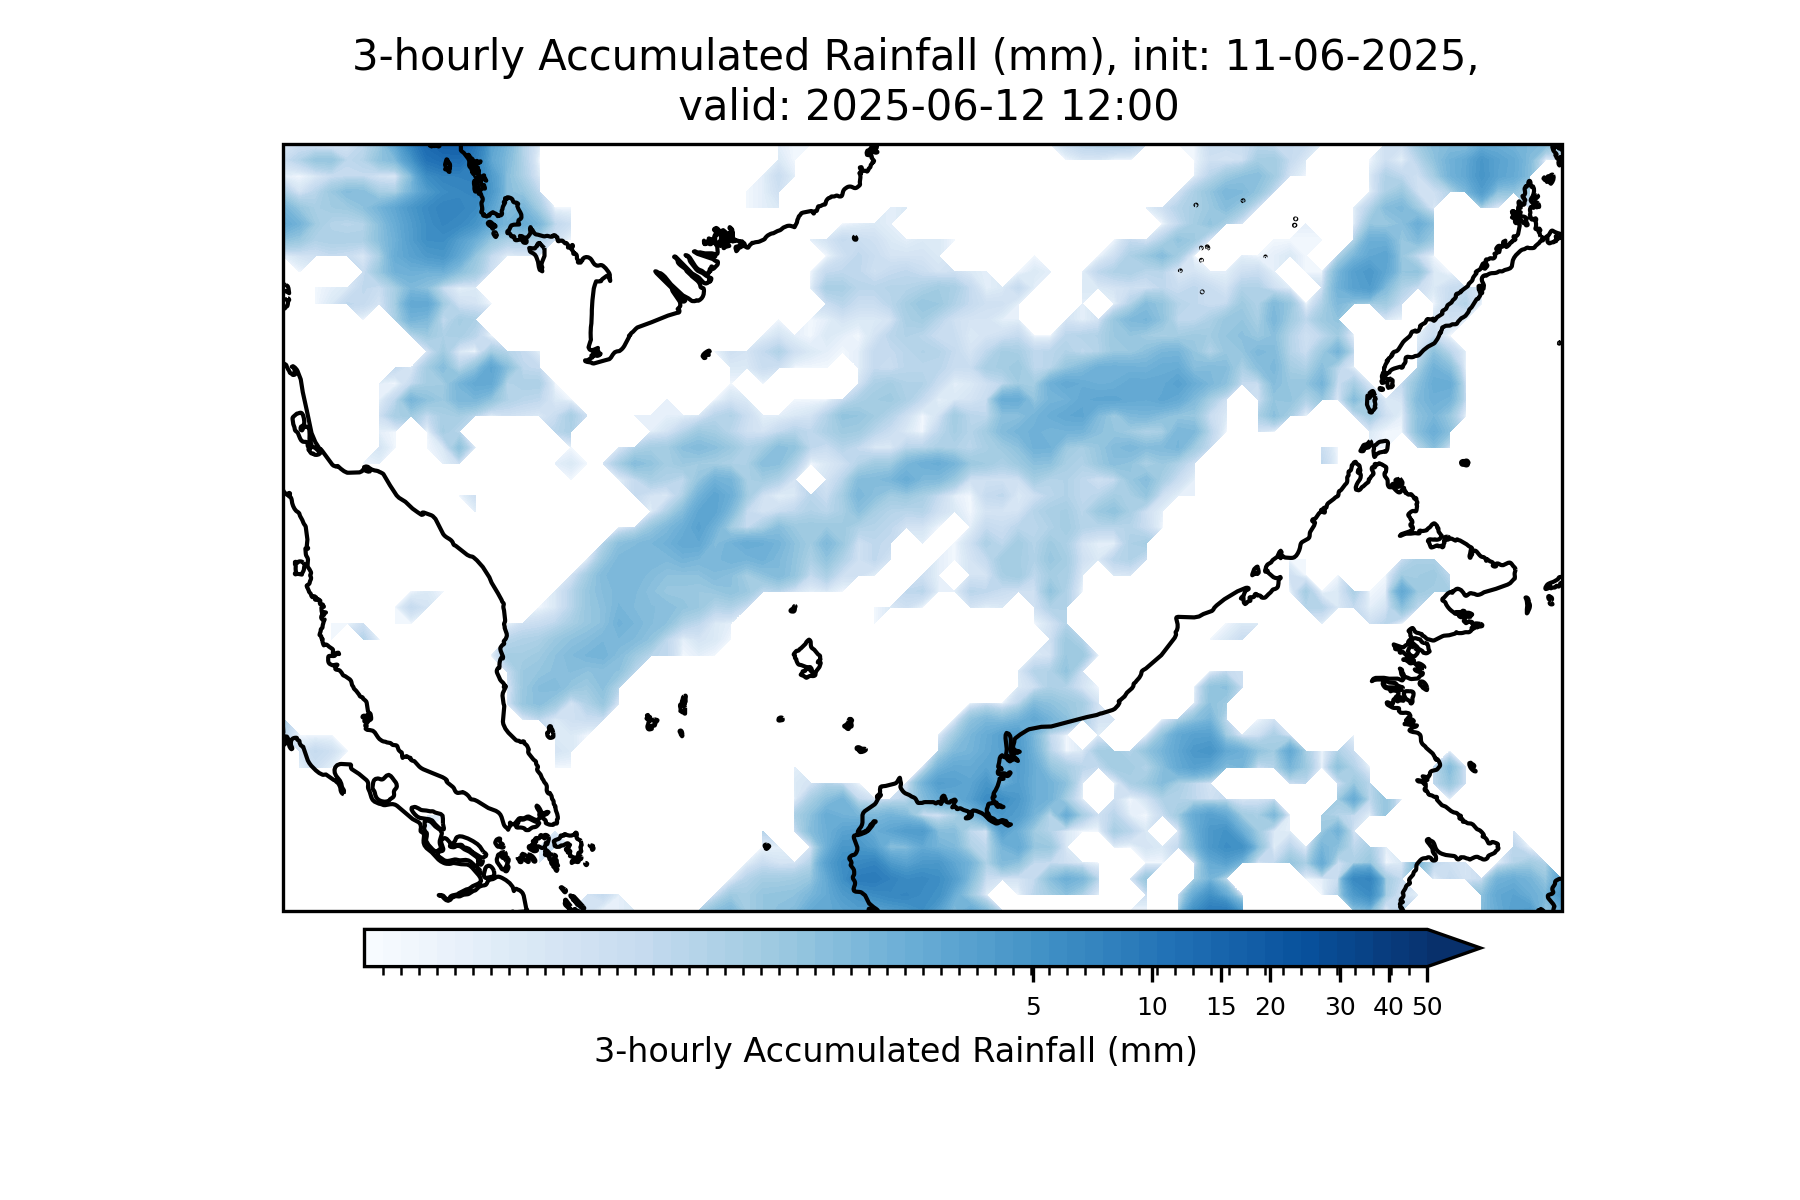 3-hourly Accumulated Rainfall (mm), init: 11-06-2025,
valid: 2025-06-12 12:00
5 10 15 20 30 40 50
3-hourly Accumulated Rainfall (mm)